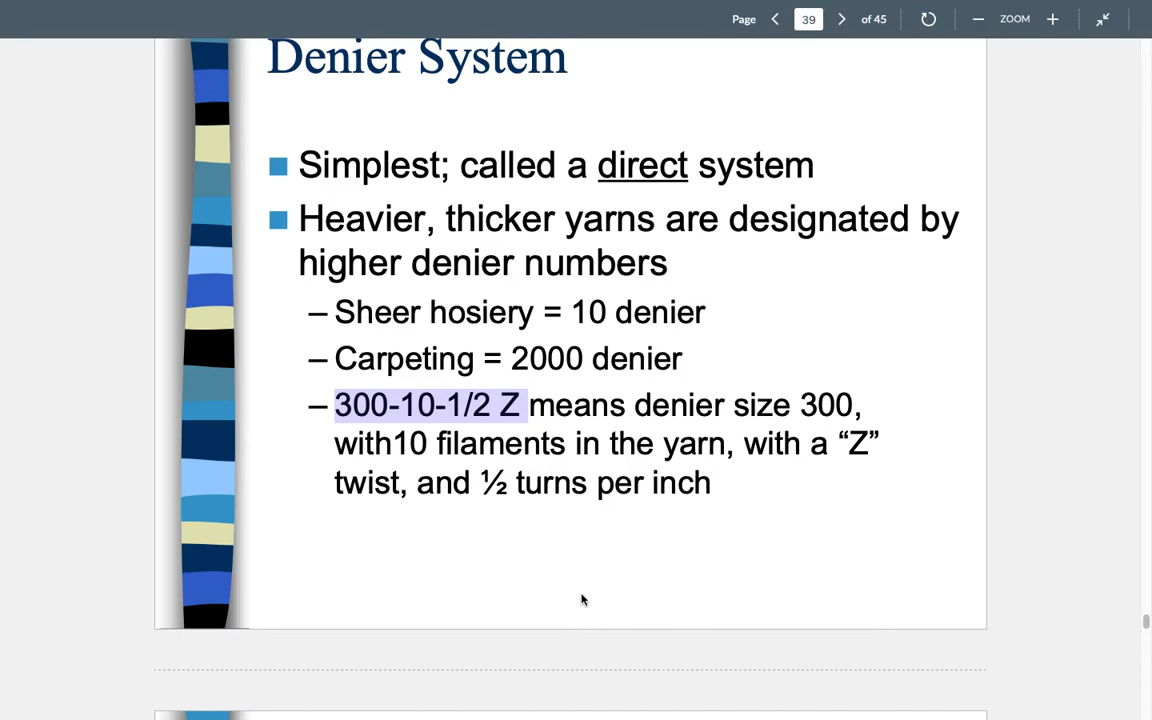 Page 39 of 45 ZOOM
Denier System
Simplest; called a direct system
Heavier, thicker yarns are designated by
higher denier numbers
– Sheer hosiery = 10 denier
– Carpeting = 2000 denier
– 300-10-1/2 Z means denier size 300,
with10 filaments in the yarn, with a “Z”
twist, and ½ turns per inch